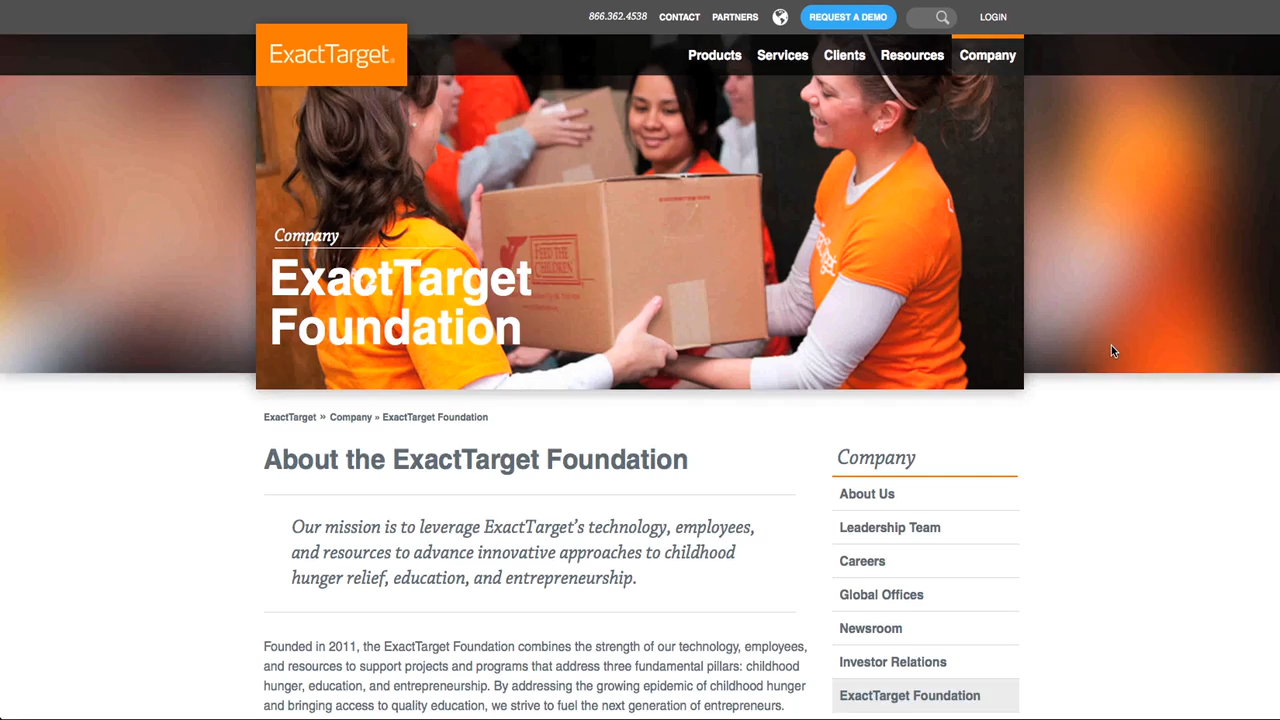 866.362.4538 CONTACT PARTNERS REQUEST A DEMO LOGIN
ExactTarget
Products Services Clients Resources Company
FEED THE
CHILDREN
Company
ExactTarget
Foundation
ExactTarget » Company » ExactTarget Foundation
About the ExactTarget Foundation
Our mission is to leverage ExactTarget's technology, employees,
and resources to advance innovative approaches to childhood
hunger relief, education, and entrepreneurship.
Founded in 2011, the ExactTarget Foundation combines the strength of our technology, employees,
and resources to support projects and programs that address three fundamental pillars: childhood
hunger, education, and entrepreneurship. By addressing the growing epidemic of childhood hunger
and bringing access to quality education, we strive to fuel the next generation of entrepreneurs.
Company
About Us
Leadership Team
Careers
Global Offices
Newsroom
Investor Relations
ExactTarget Foundation